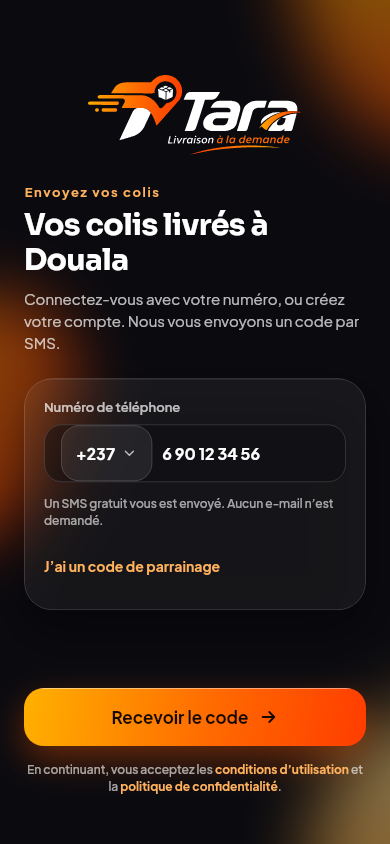 Tara
Livraison à la demande
Envoyez vos colis
Vos colis livrés à
Douala
Connectez-vous avec votre numéro, ou créez
votre compte. Nous vous envoyons un code par
SMS.
Numéro de téléphone
+237 6 90 12 34 56
Un SMS gratuit vous est envoyé. Aucun e-mail n’est
demandé.
J’ai un code de parrainage
Recevoir le code →
En continuant, vous acceptez les conditions d’utilisation et
la politique de confidentialité.